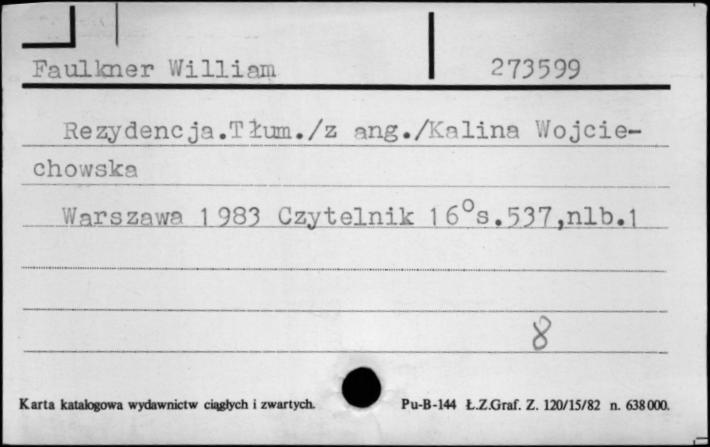 Faulkner William 273599
Rezydencja.Tłum./z ang./Kalina Wojcie-
chowska
Warszawa 1983 Czytelnik 16°s.537,nlb.1
8
Karta katalogowa wydawnictw ciągłych i zwartych. Pu-B-144 Ł.Z.Graf. Z. 120/15/82 n. 638000.